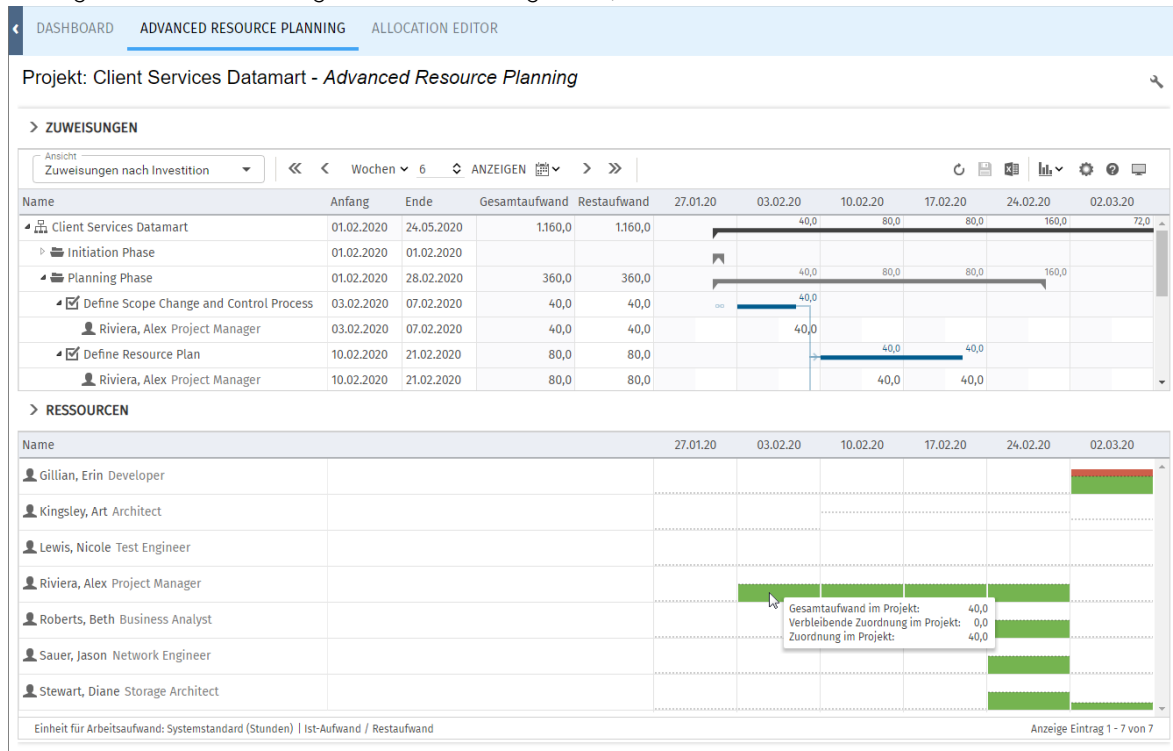 DASHBOARD ADVANCED RESOURCE PLANNING ALLOCATION EDITOR
Projekt: Client Services Datamart - Advanced Resource Planning
ZUWEISUNGEN
Ansicht
Zuweisungen nach Investition Wochen 6 ANZEIGEN
Name Anfang Ende Gesamtaufwand Restaufwand 27.01.20 03.02.20 10.02.20 17.02.20 24.02.20 02.03.20
Client Services Datamart 01.02.2020 24.05.2020 1.160,0 1.160,0 40,0 80,0 80,0 160,0 72,0
Initiation Phase 01.02.2020 01.02.2020
Planning Phase 01.02.2020 28.02.2020 360,0 360,0 40,0 80,0 80,0 160,0
Define Scope Change and Control Process 03.02.2020 07.02.2020 40,0 40,0 40,0
Riviera, Alex Project Manager 03.02.2020 07.02.2020 40,0 40,0 40,0
Define Resource Plan 10.02.2020 21.02.2020 80,0 80,0 40,0 40,0
Riviera, Alex Project Manager 10.02.2020 21.02.2020 80,0 80,0 40,0 40,0
RESSOURCEN
Name 27.01.20 03.02.20 10.02.20 17.02.20 24.02.20 02.03.20
Gillian, Erin Developer
Kingsley, Art Architect
Lewis, Nicole Test Engineer
Riviera, Alex Project Manager
Gesamtaufwand im Projekt: 40,0
Verbleibende Zuordnung im Projekt: 0,0
Zuordnung im Projekt: 40,0
Roberts, Beth Business Analyst
Sauer, Jason Network Engineer
Stewart, Diane Storage Architect
Einheit für Arbeitsaufwand: Systemstandard (Stunden) | Ist-Aufwand / Restaufwand Anzeige Eintrag 1 - 7 von 7